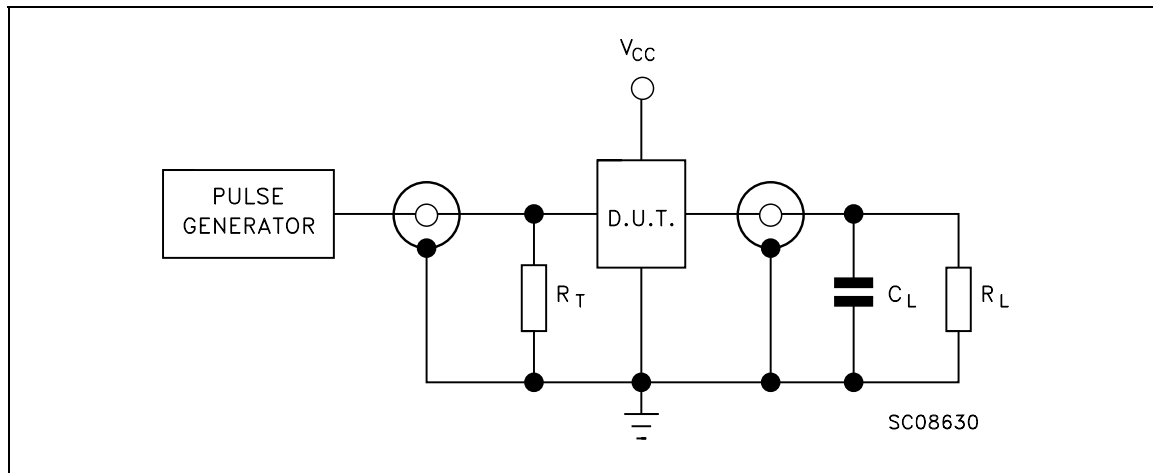 VCC
PULSE
GENERATOR
D.U.T.
RT
CL
RL
SC08630